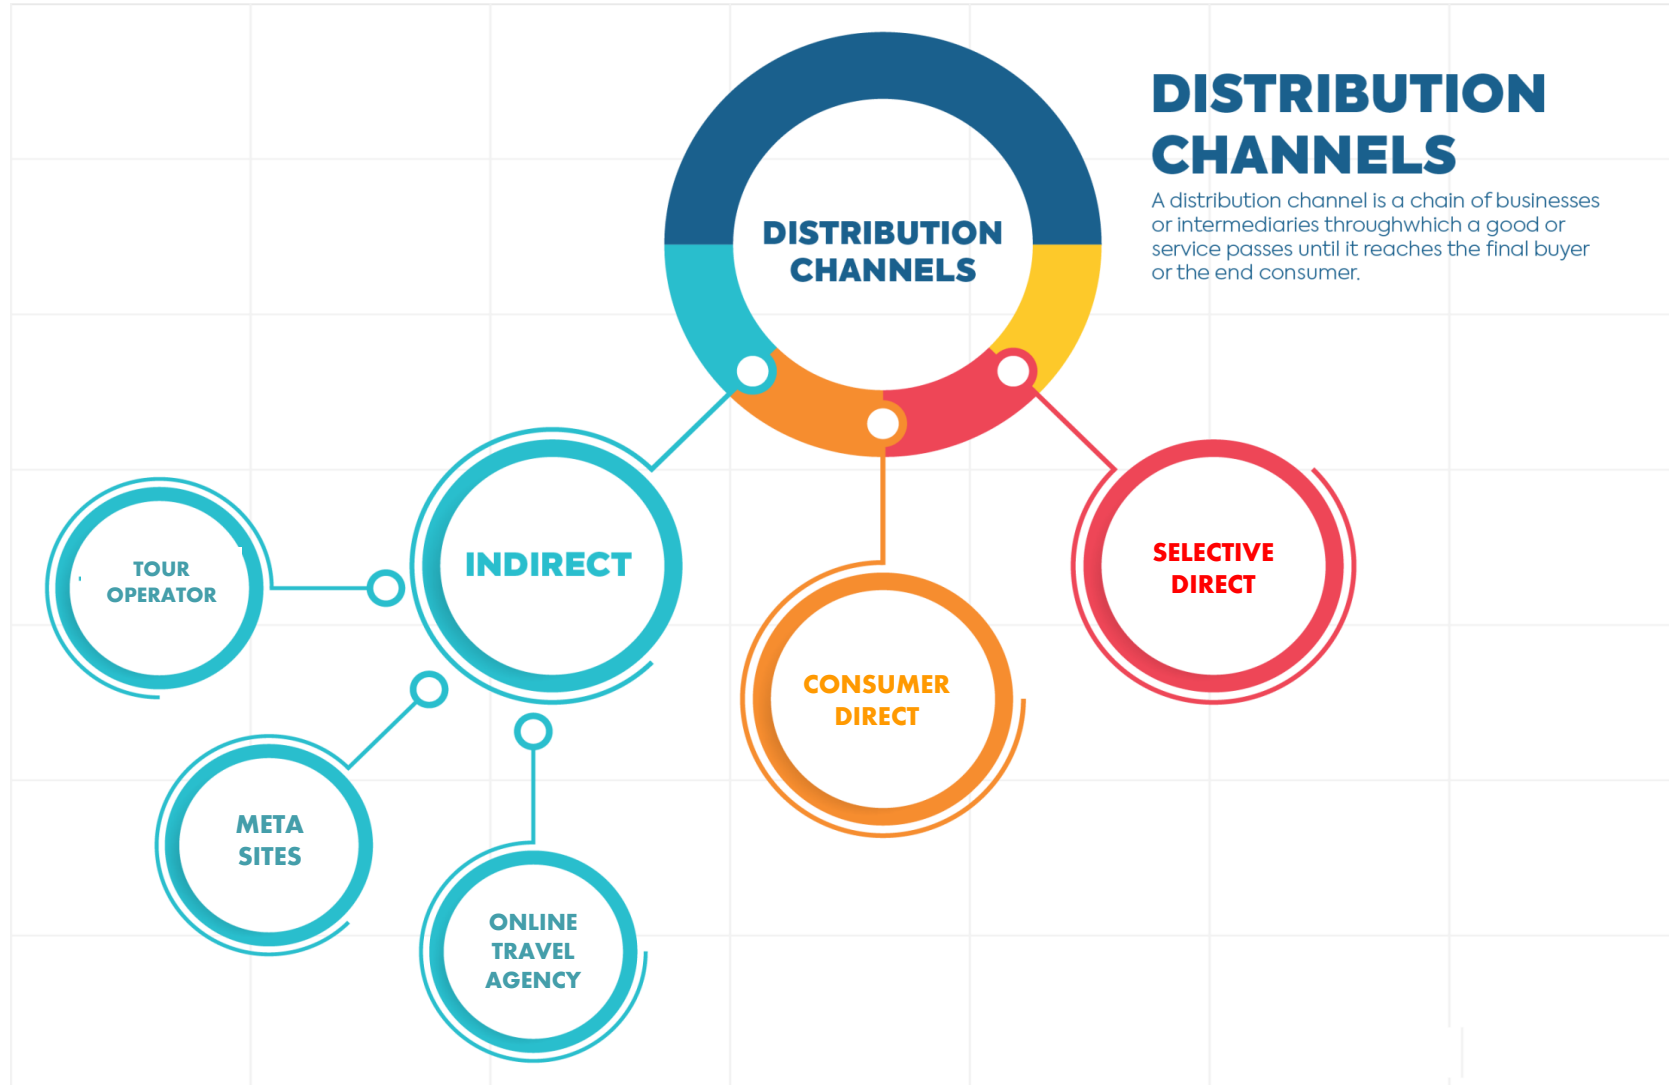 DISTRIBUTION
CHANNELS
A distribution channel is a chain of businesses
or intermediaries throughwhich a good or
service passes until it reaches the final buyer
or the end consumer.
DISTRIBUTION
CHANNELS
INDIRECT
TOUR
OPERATOR
META
SITES
ONLINE
TRAVEL
AGENCY
CONSUMER
DIRECT
SELECTIVE
DIRECT